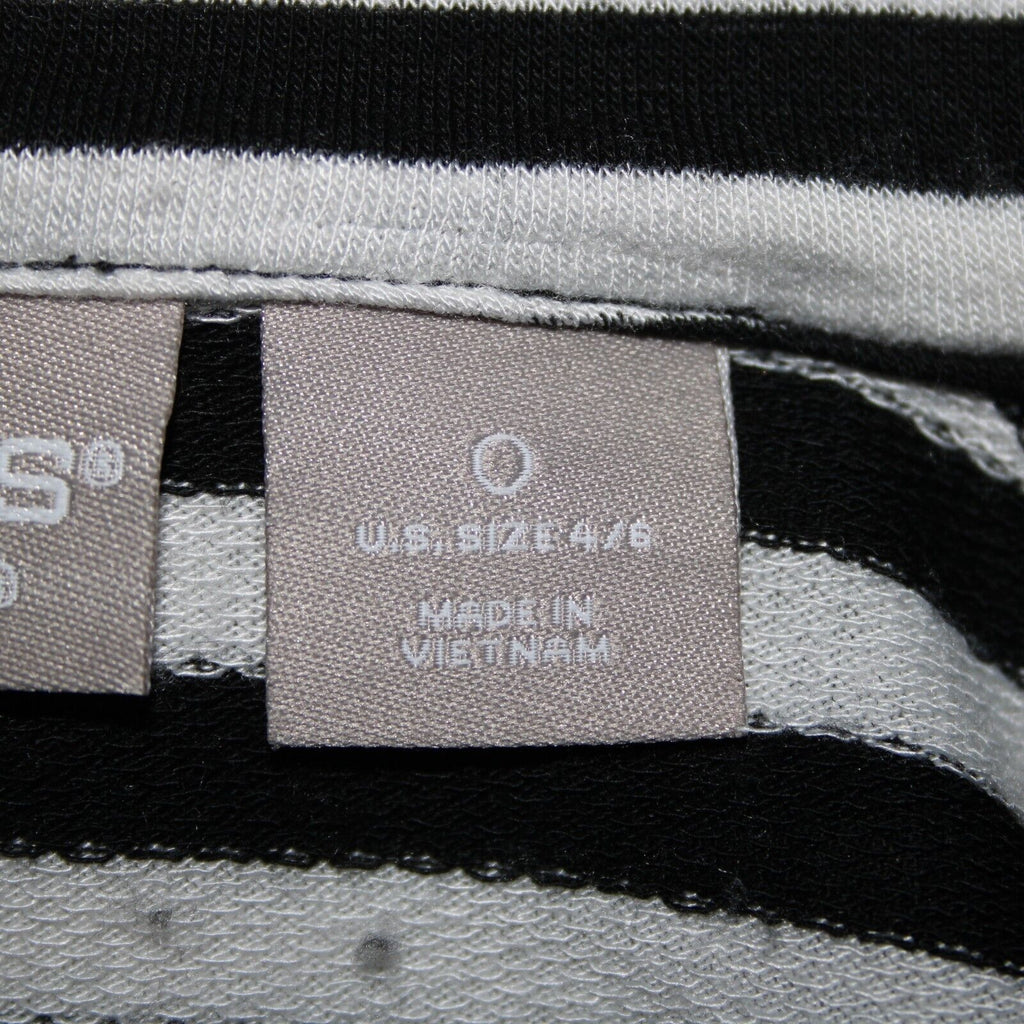 S®
®
0
U.S. SIZE 4/6
MADE IN
VIETNAM